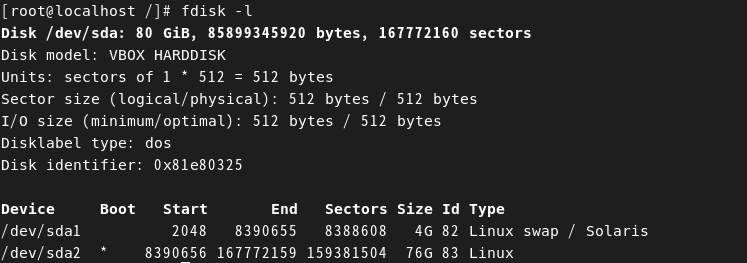 [root@localhost /]# fdisk -l
Disk /dev/sda: 80 GiB, 85899345920 bytes, 167772160 sectors
Disk model: VBOX HARDDISK
Units: sectors of 1 * 512 = 512 bytes
Sector size (logical/physical): 512 bytes / 512 bytes
I/O size (minimum/optimal): 512 bytes / 512 bytes
Disklabel type: dos
Disk identifier: 0x81e80325

Device     Boot   Start       End   Sectors Size Id Type
/dev/sda1          2048   8390655   8388608   4G 82 Linux swap / Solaris
/dev/sda2  *    8390656 167772159 159381504  76G 83 Linux